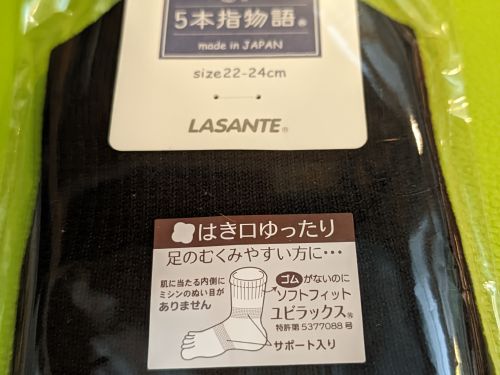 5本指物語®
made in JAPAN
size22-24cm
LASANTE®
はき口ゆったり
足のむくみやすい方に…
肌に当たる内側に
ミシンのぬい目が
ありません
ゴムがないのに
ソフトフィット
ユビラックス®
特許第5377088号
サポート入り